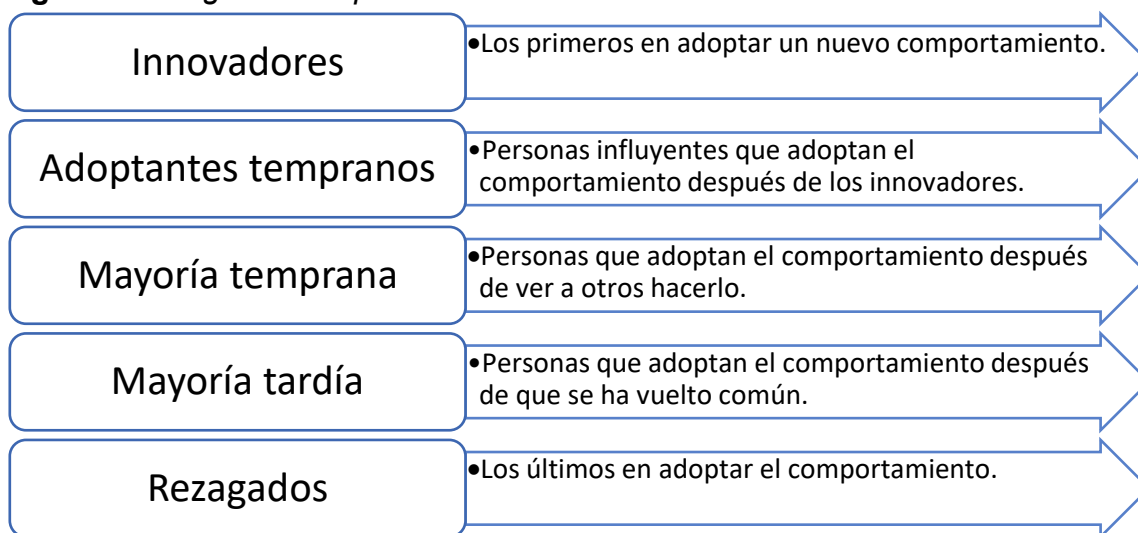 Innovadores
•Los primeros en adoptar un nuevo comportamiento.
Adoptantes tempranos
•Personas influyentes que adoptan el
comportamiento después de los innovadores.
Mayoría temprana
•Personas que adoptan el comportamiento después
de ver a otros hacerlo.
Mayoría tardía
•Personas que adoptan el comportamiento después
de que se ha vuelto común.
Rezagados
•Los últimos en adoptar el comportamiento.